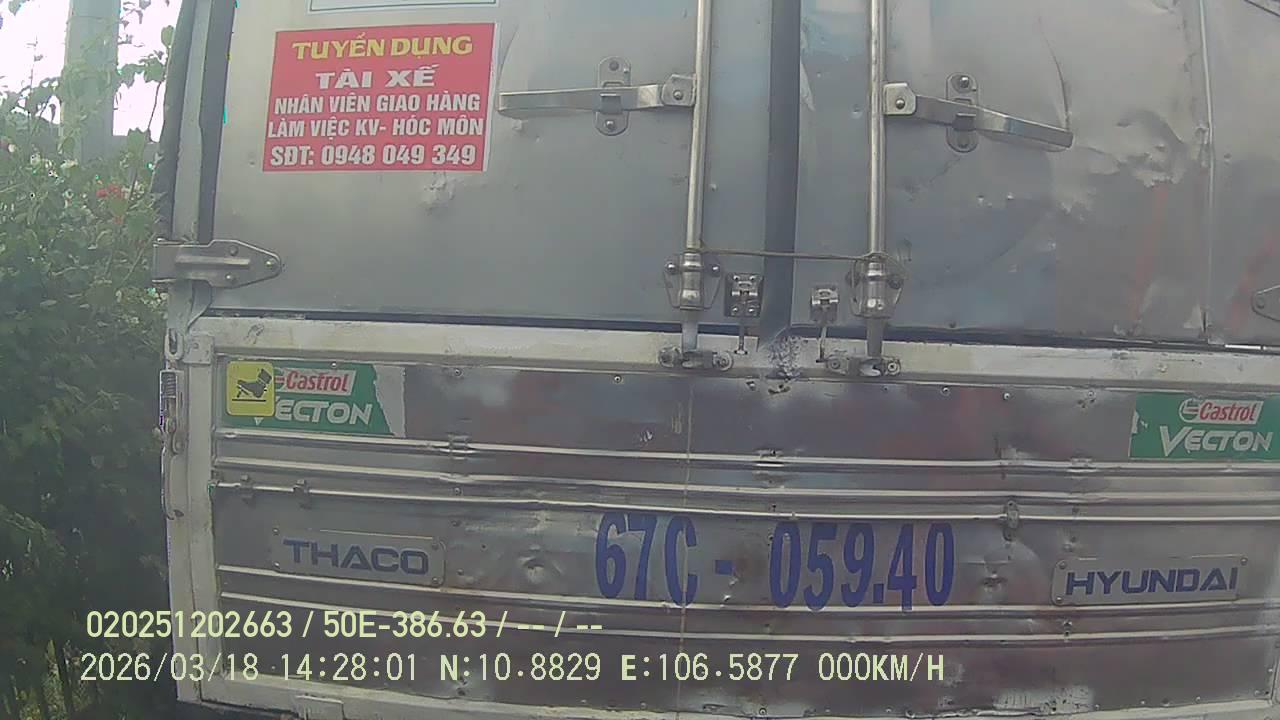 TUYỂN DỤNG
TÀI XẾ
NHÂN VIÊN GIAO HÀNG
LÀM VIỆC KV- HÓC MÔN
SĐT: 0948 049 349
Castrol
VECTON
Castrol
VECTON
THACO
67C - 059.40
HYUNDAI
020251202663 / 50E-386.63 / -- / --
2026/03/18 14:28:01 N:10.8829 E:106.5877 000KM/H